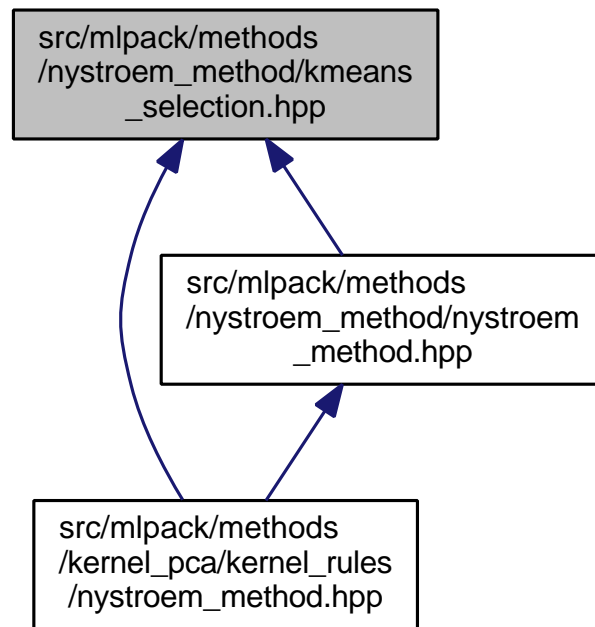 src/mlpack/methods
/nystroem_method/kmeans
_selection.hpp
src/mlpack/methods
/nystroem_method/nystroem
_method.hpp
src/mlpack/methods
/kernel_pca/kernel_rules
/nystroem_method.hpp